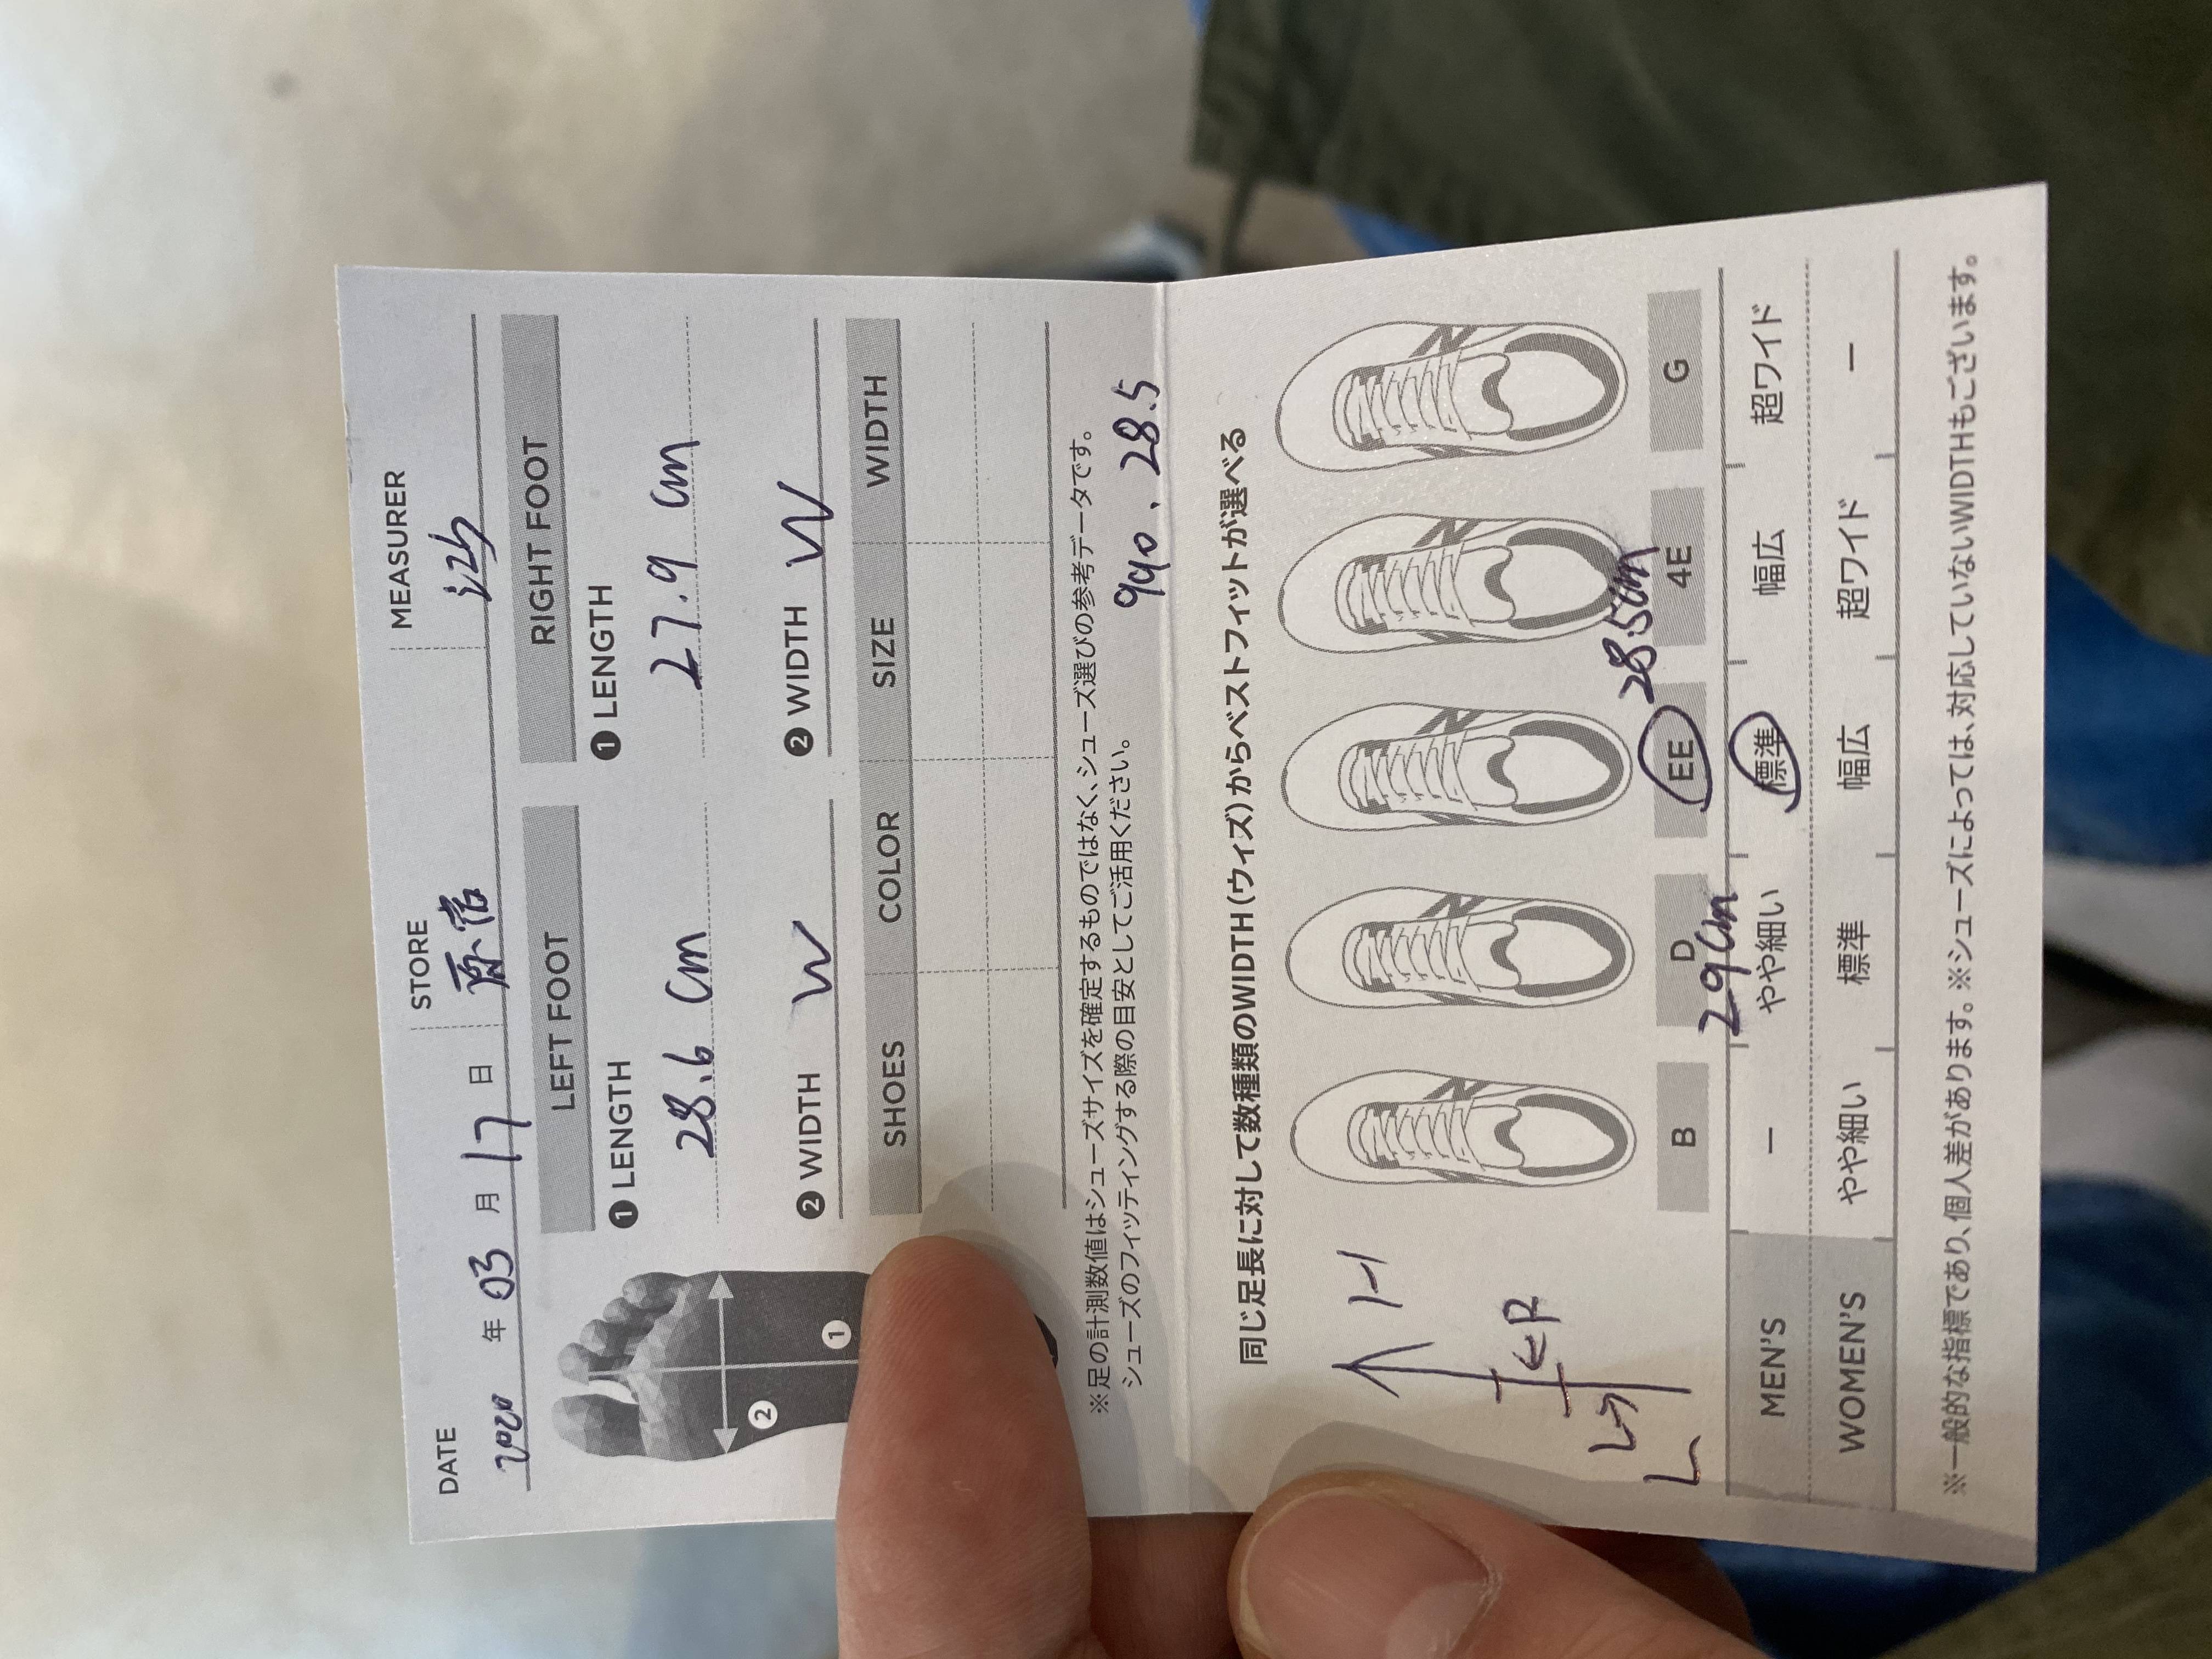 DATE STORE MEASURER
2020 年 03 月 17 日 原宿
LEFT FOOT RIGHT FOOT
❶ LENGTH ❶ LENGTH
28.6 cm 27.9 cm
❷ WIDTH W ❷ WIDTH W
1
2
SHOES COLOR SIZE WIDTH
※足の計測数値はシューズサイズを確定するものではなく、シューズ選びの参考データです。
シューズのフィッティングする際の目安としてご活用ください。
990. 28.5
同じ足長に対して数種類のWIDTH(ウィズ)からベストフィットが選べる
28.5cm
B D EE 4E G
29cm
MEN'S ー やや細い 標準 幅広 超ワイド
WOMEN'S やや細い 標準 幅広 超ワイド ー
※一般的な指標であり、個人差があります。※シューズによっては、対応していないWIDTHもございます。